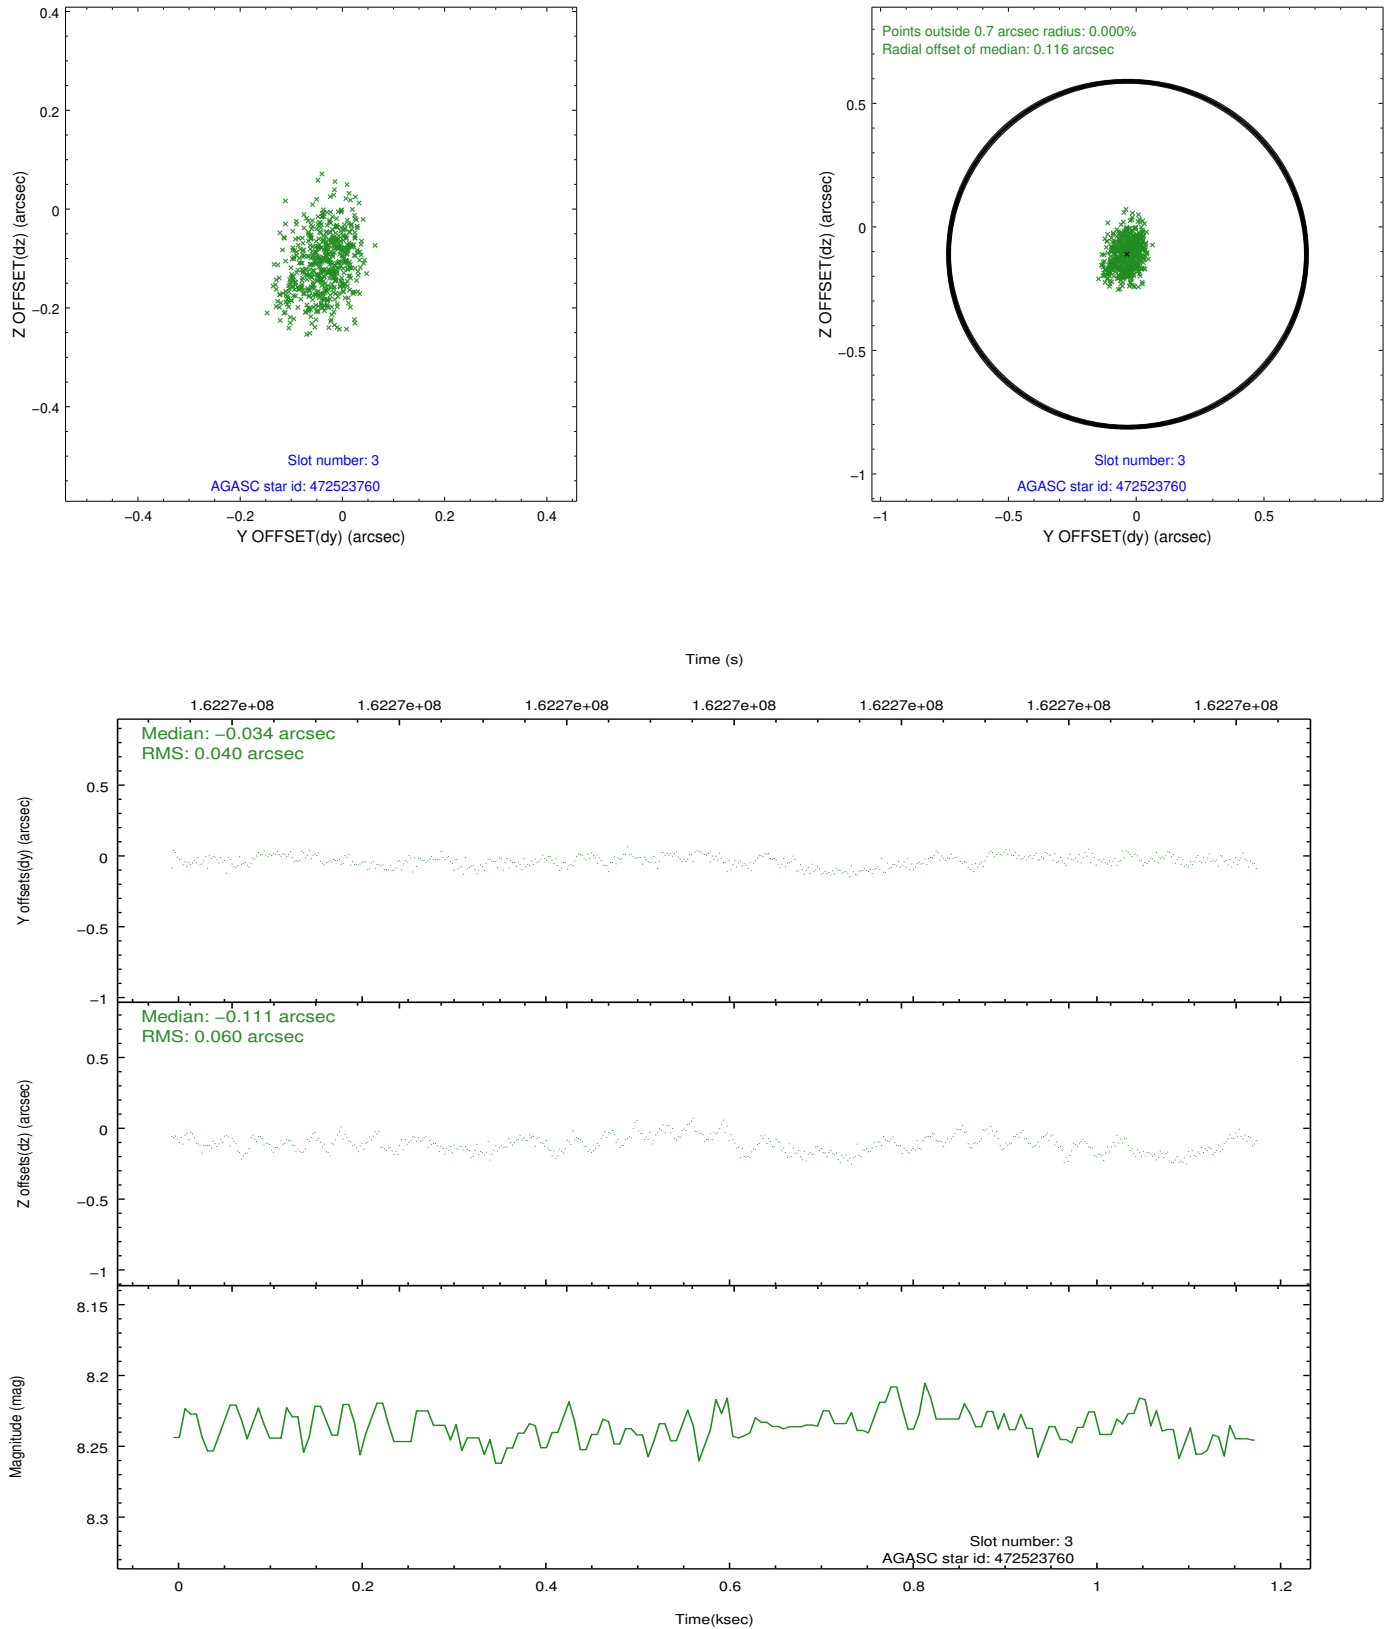 0.4
0.2
0
−0.2
−0.4
Z OFFSET(dz) (arcsec)
Slot number: 3
AGASC star id: 472523760
−0.4 −0.2 0 0.2 0.4
Y OFFSET(dy) (arcsec)
Points outside 0.7 arcsec radius: 0.000%
Radial offset of median: 0.116 arcsec
0.5
0
−0.5
−1
Z OFFSET(dz) (arcsec)
Slot number: 3
AGASC star id: 472523760
−1 −0.5 0 0.5
Y OFFSET(dy) (arcsec)
Time (s)
1.6227e+08 1.6227e+08 1.6227e+08 1.6227e+08 1.6227e+08 1.6227e+08 1.6227e+08
Median: −0.034 arcsec
RMS: 0.040 arcsec
0.5
0
−0.5
−1
Y offsets(dy) (arcsec)
Median: −0.111 arcsec
RMS: 0.060 arcsec
0.5
0
−0.5
−1
Z offsets(dz) (arcsec)
8.15
8.2
8.25
8.3
Magnitude (mag)
Slot number: 3
AGASC star id: 472523760
0 0.2 0.4 0.6 0.8 1 1.2
Time(ksec)